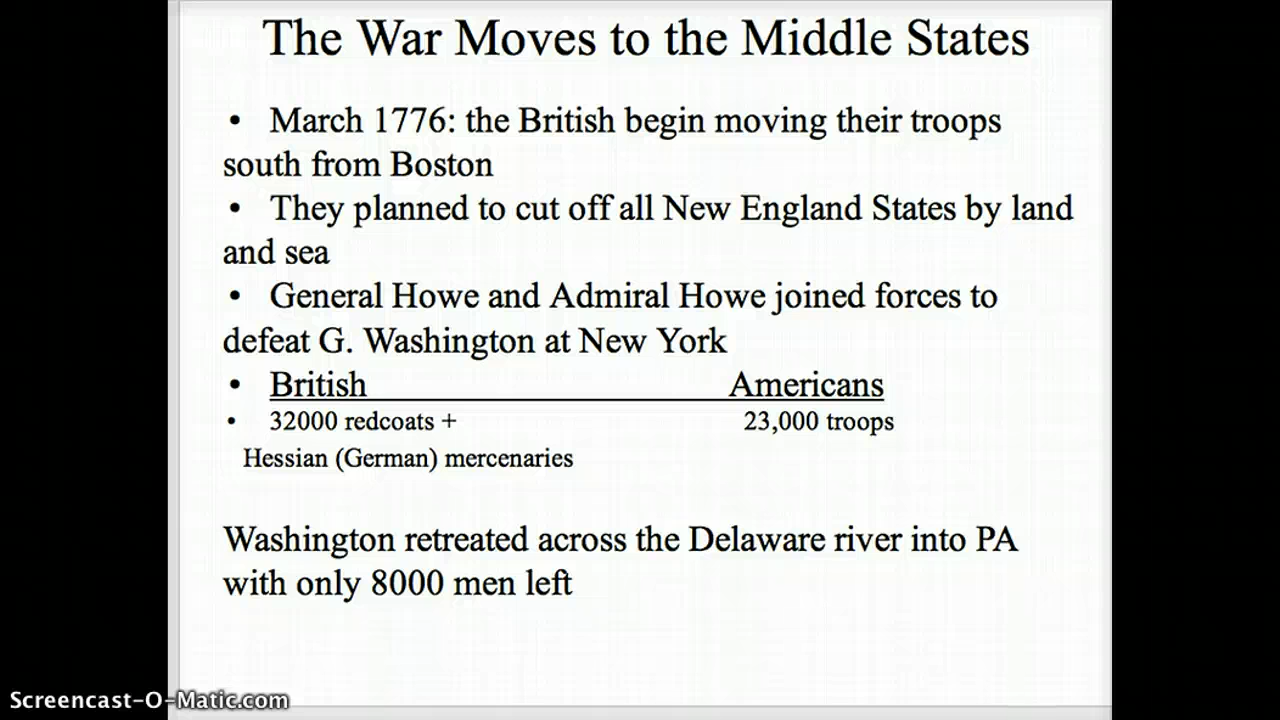 The War Moves to the Middle States
• March 1776: the British begin moving their troops
south from Boston
• They planned to cut off all New England States by land
and sea
• General Howe and Admiral Howe joined forces to
defeat G. Washington at New York
• British Americans
• 32000 redcoats + 23,000 troops
Hessian (German) mercenaries
Washington retreated across the Delaware river into PA
with only 8000 men left
Screencast-O-Matic.com